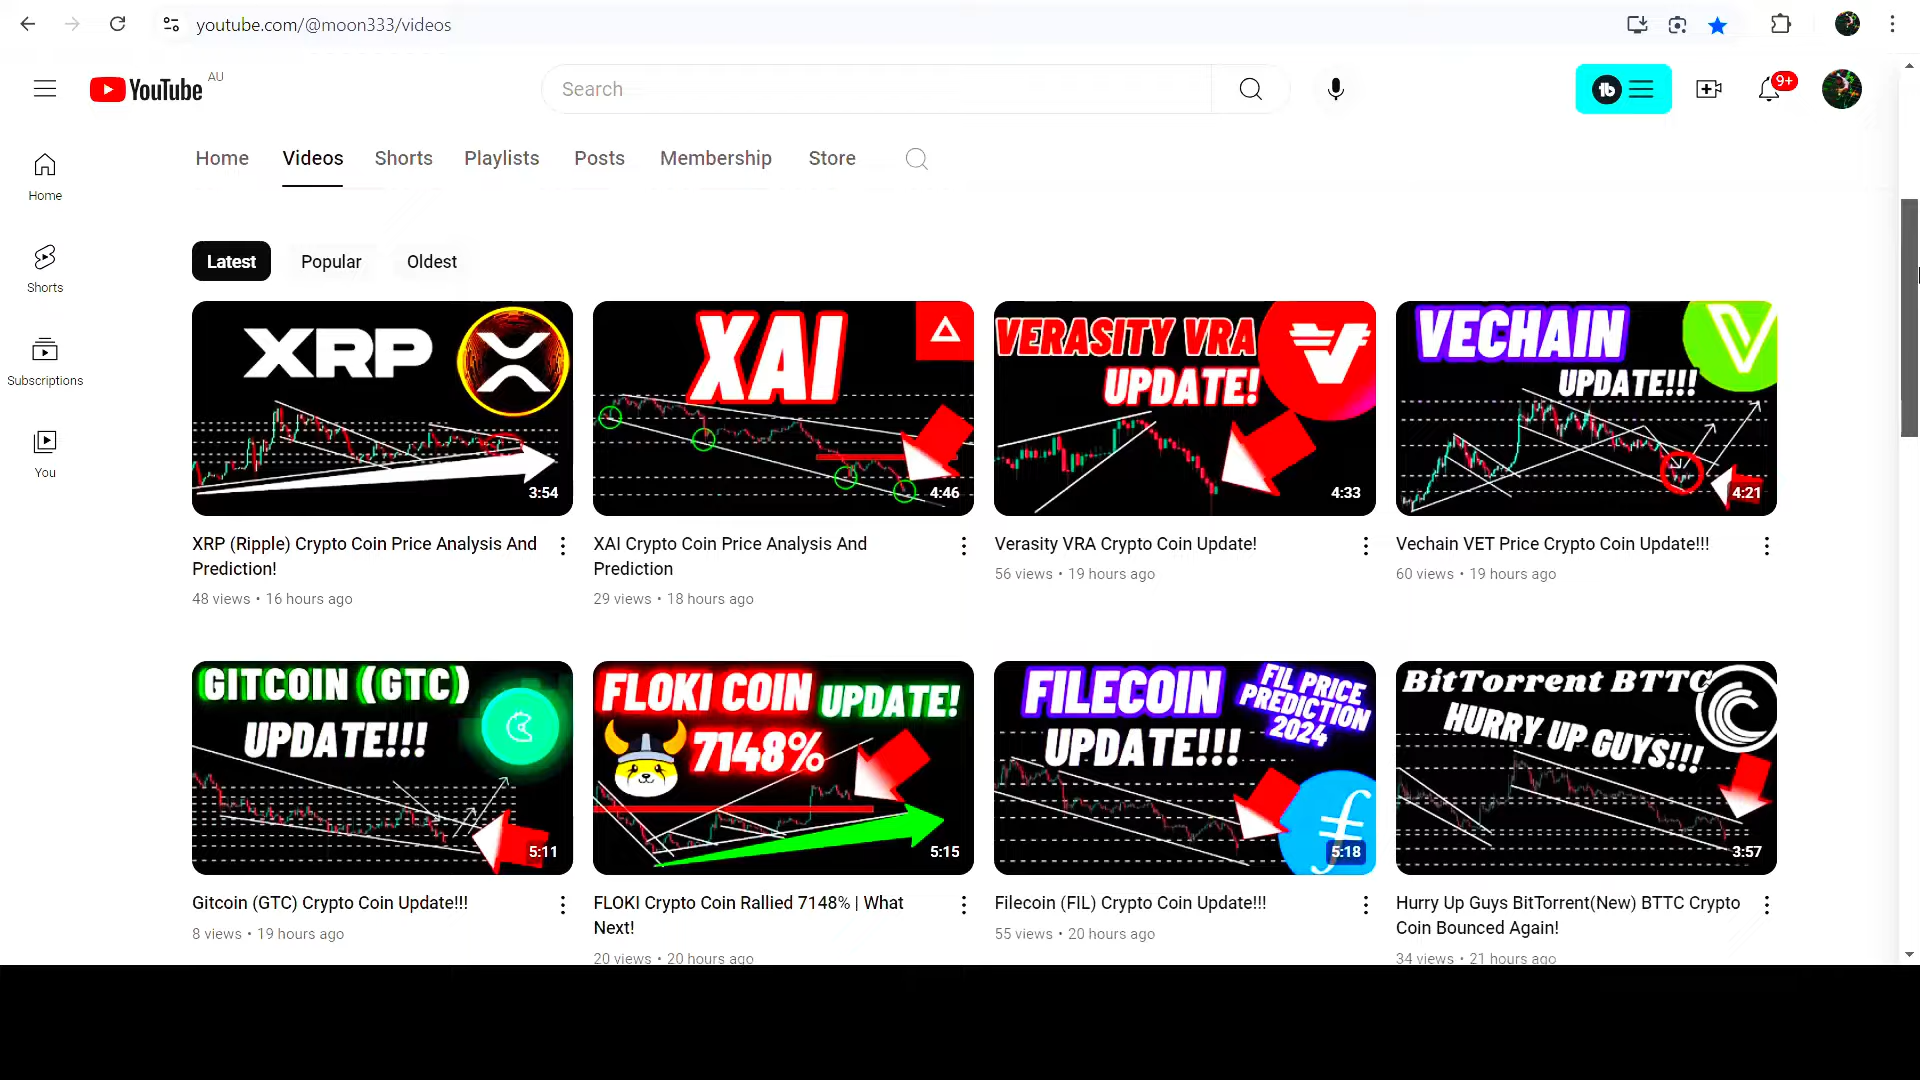 youtube.com/@moon333/videos
YouTube AU
Search
9+
Home
Videos
Shorts
Playlists
Posts
Membership
Store
Home
Shorts
Subscriptions
You
Latest
Popular
Oldest
XRP
3:54
XRP (Ripple) Crypto Coin Price Analysis And
Prediction!
48 views • 16 hours ago
XAI
4:46
XAI Crypto Coin Price Analysis And
Prediction
29 views • 18 hours ago
VERASITY VRA
UPDATE!
4:33
Verasity VRA Crypto Coin Update!
56 views • 19 hours ago
VECHAIN
UPDATE!!!
4:21
Vechain VET Price Crypto Coin Update!!!
60 views • 19 hours ago
GITCOIN (GTC)
UPDATE!!!
5:11
Gitcoin (GTC) Crypto Coin Update!!!
8 views • 19 hours ago
FLOKI COIN UPDATE!
7148%
5:15
FLOKI Crypto Coin Rallied 7148% | What
Next!
20 views • 20 hours ago
FILECOIN
UPDATE!!!
FIL PRICE
PREDICTION
2024
5:18
Filecoin (FIL) Crypto Coin Update!!!
55 views • 20 hours ago
BitTorrent BTTC
HURRY UP GUYS!!!
3:57
Hurry Up Guys BitTorrent(New) BTTC Crypto
Coin Bounced Again!
34 views • 21 hours ago